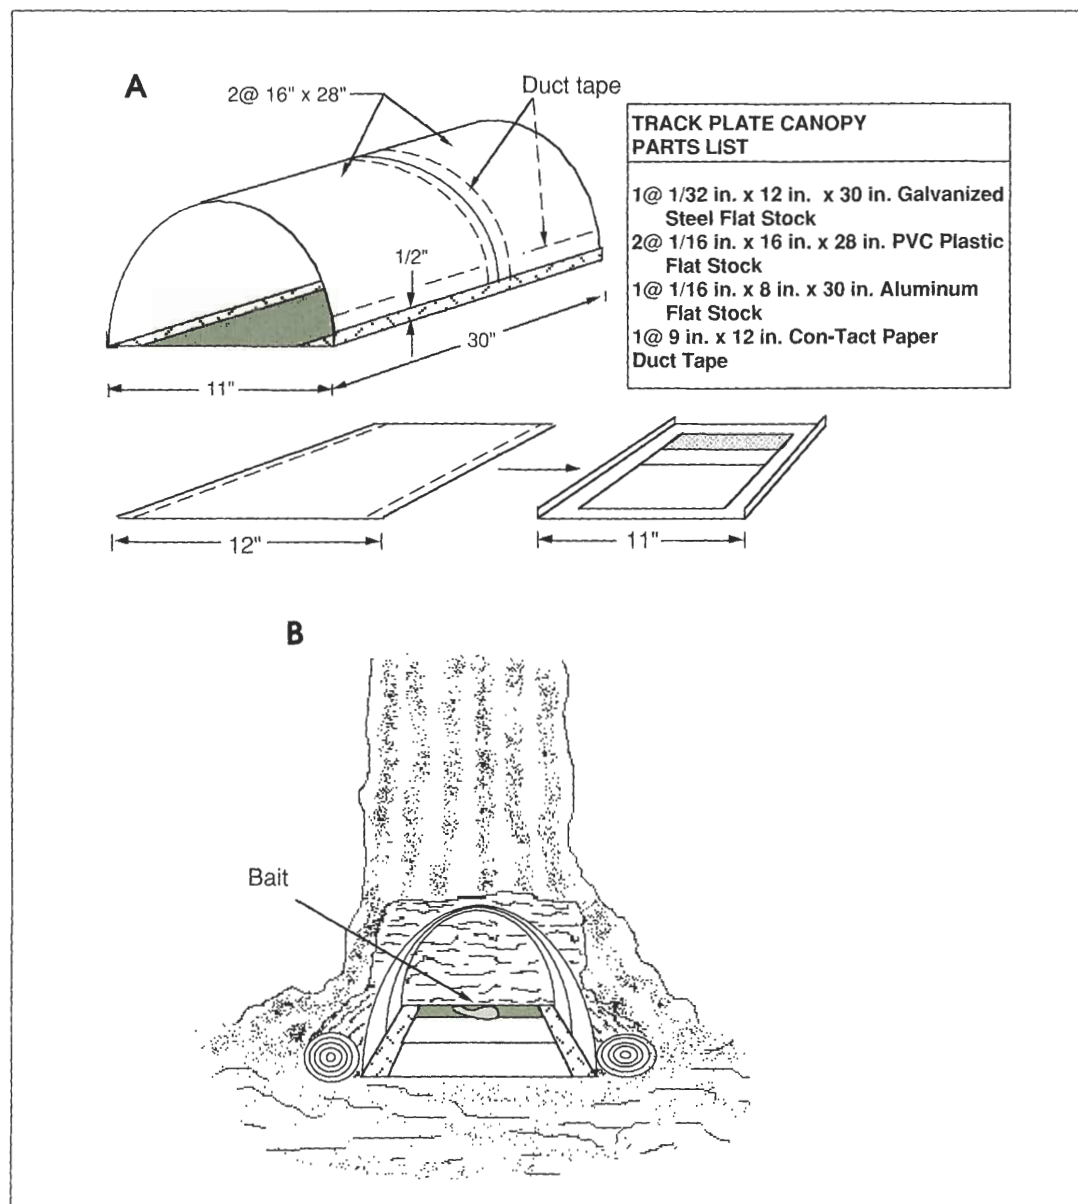 A
2@ 16" x 28"
Duct tape
TRACK PLATE CANOPY
PARTS LIST
1@ 1/32 in. x 12 in. x 30 in. Galvanized
Steel Flat Stock
2@ 1/16 in. x 16 in. x 28 in. PVC Plastic
Flat Stock
1@ 1/16 in. x 8 in. x 30 in. Aluminum
Flat Stock
1@ 9 in. x 12 in. Con-Tact Paper
Duct Tape
1/2"
30"
11"
12"
11"
B
Bait